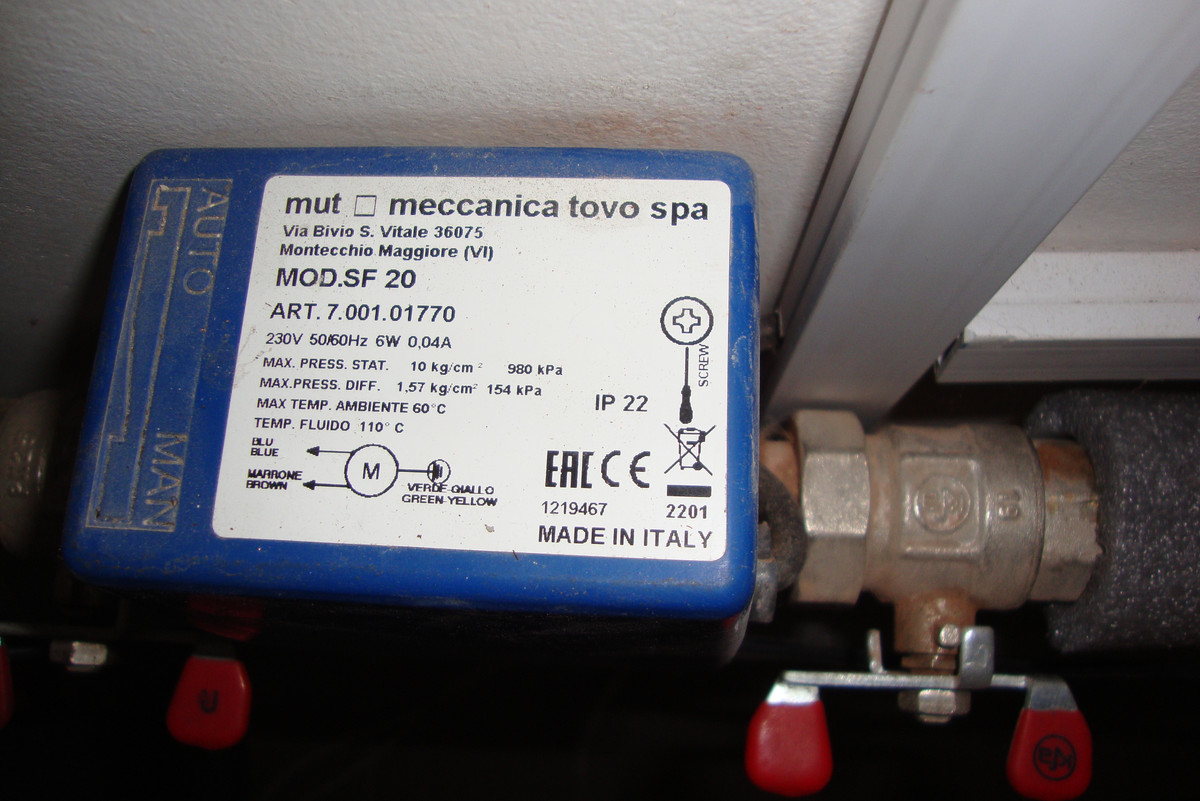 mut □ meccanica tovo spa
Via Bivio S. Vitale 36075
Montecchio Maggiore (VI)
MOD.SF 20
ART. 7.001.01770
230V 50/60Hz 6W 0,04A
MAX. PRESS. STAT. 10 kg/cm² 980 kPa
MAX.PRESS. DIFF. 1,57 kg/cm² 154 kPa
MAX TEMP. AMBIENTE 60°C
TEMP. FLUIDO 110° C
IP 22
SCREW
BLU
BLUE
MARRONE
BROWN
M
VERDE-GIALLO
GREEN-YELLOW
EAC CE
1219467
2201
MADE IN ITALY
AUTO
MAN